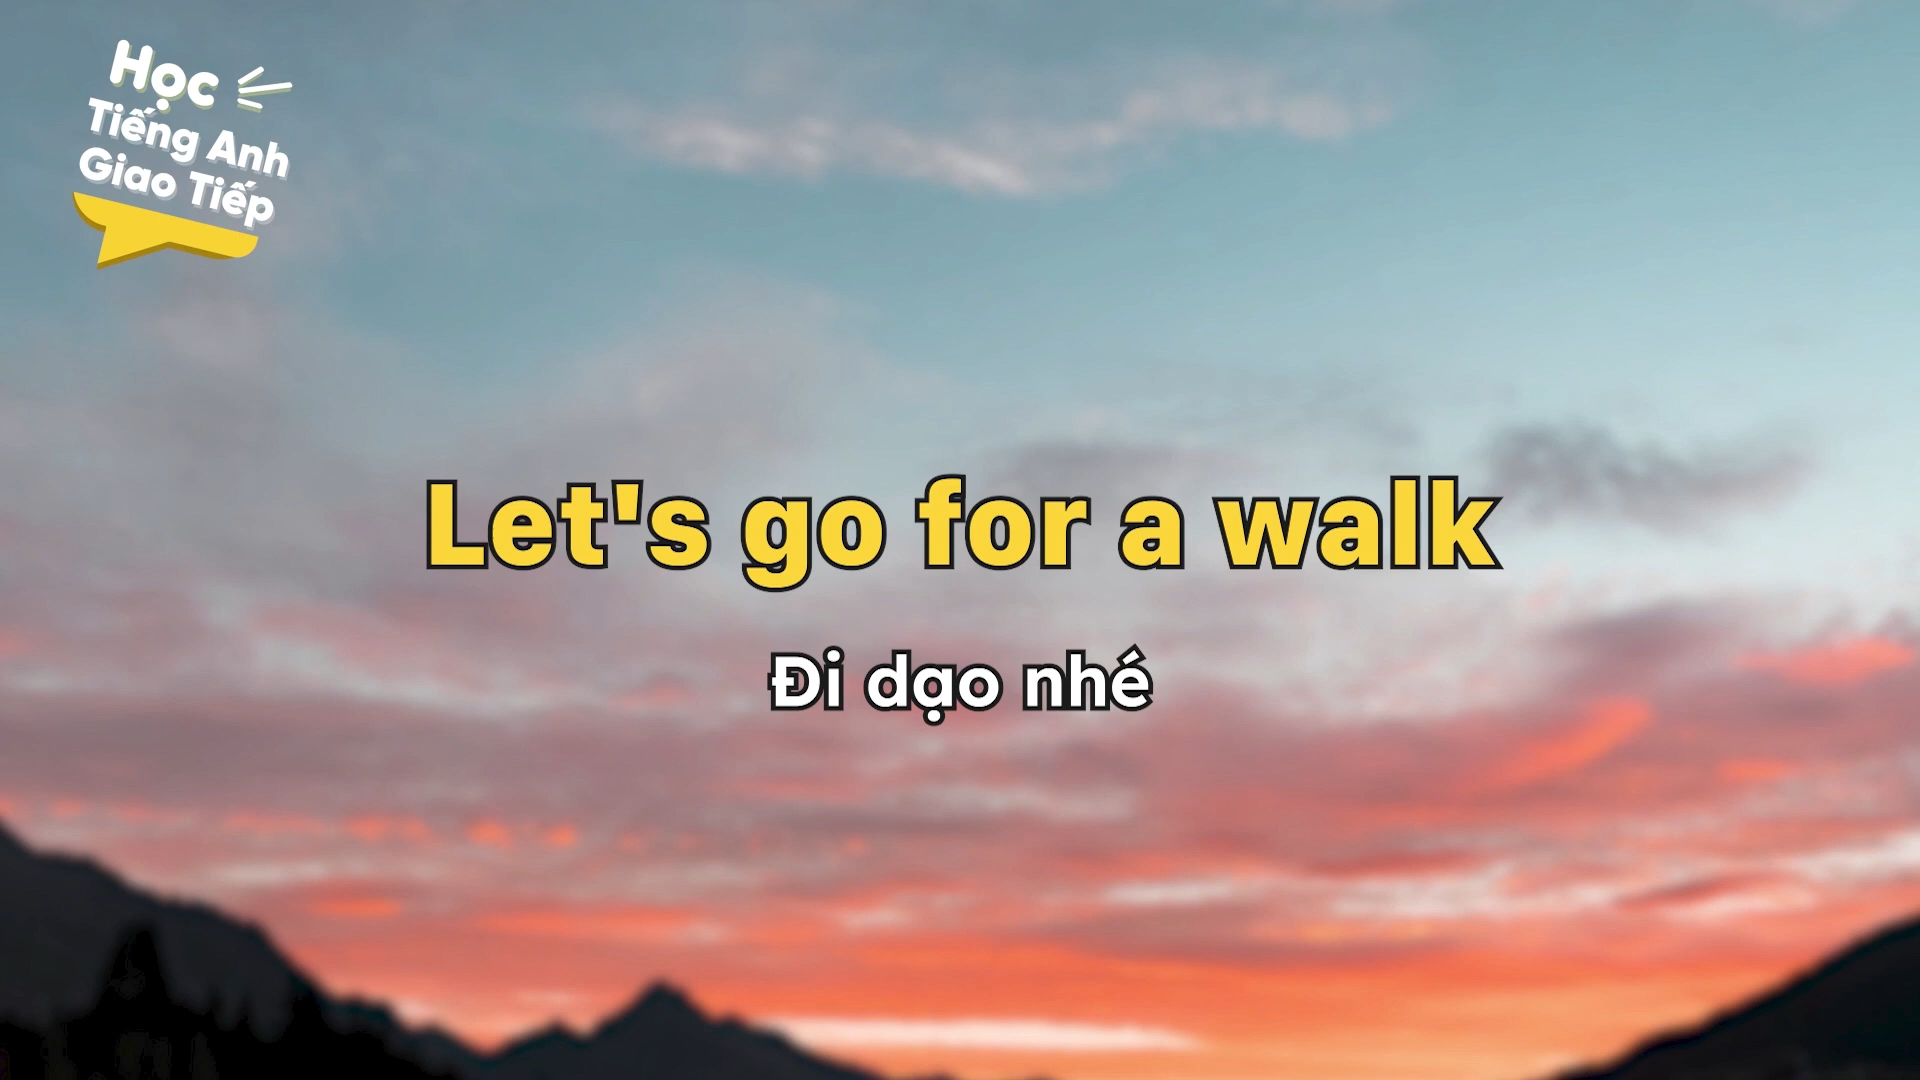 Học
Tiếng Anh
Giao Tiếp
Let's go for a walk
Đi dạo nhé